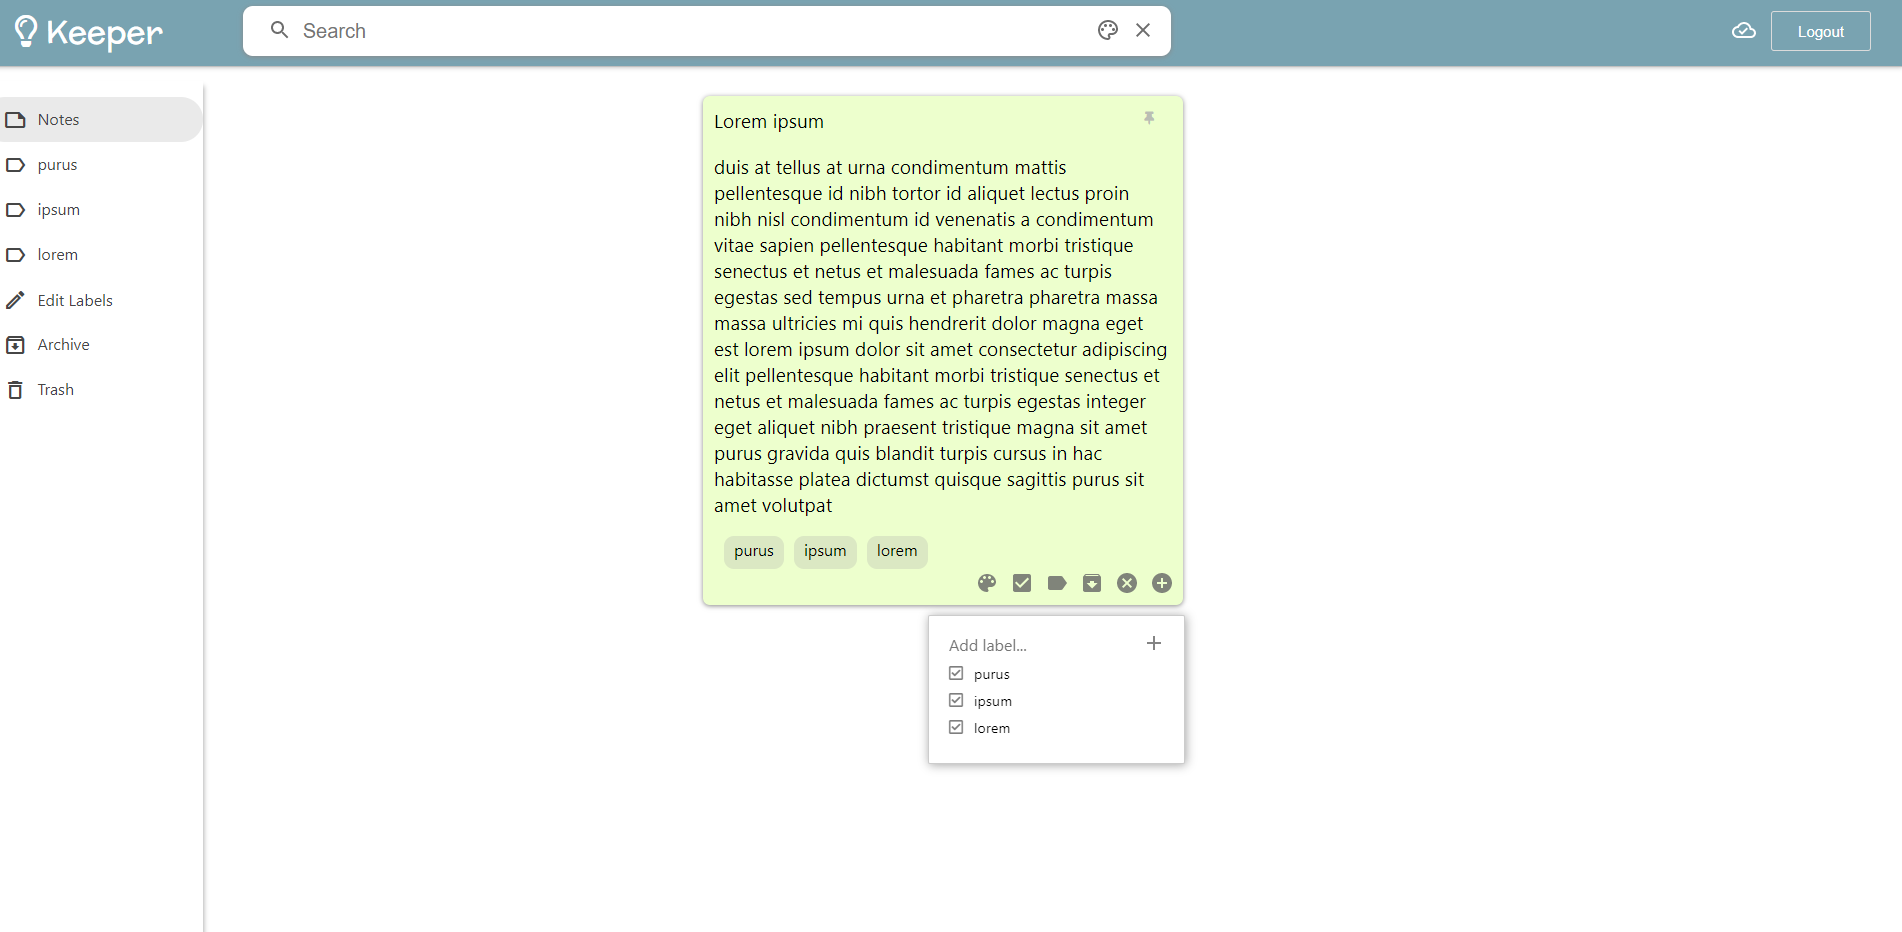 Keeper
Search
Logout
Notes
purus
ipsum
lorem
Edit Labels
Archive
Trash
Lorem ipsum
duis at tellus at urna condimentum mattis
pellentesque id nibh tortor id aliquet lectus proin
nibh nisl condimentum id venenatis a condimentum
vitae sapien pellentesque habitant morbi tristique
senectus et netus et malesuada fames ac turpis
egestas sed tempus urna et pharetra pharetra massa
massa ultricies mi quis hendrerit dolor magna eget
est lorem ipsum dolor sit amet consectetur adipiscing
elit pellentesque habitant morbi tristique senectus et
netus et malesuada fames ac turpis egestas integer
eget aliquet nibh praesent tristique magna sit amet
purus gravida quis blandit turpis cursus in hac
habitasse platea dictumst quisque sagittis purus sit
amet volutpat
purus ipsum lorem
Add label...
purus
ipsum
lorem